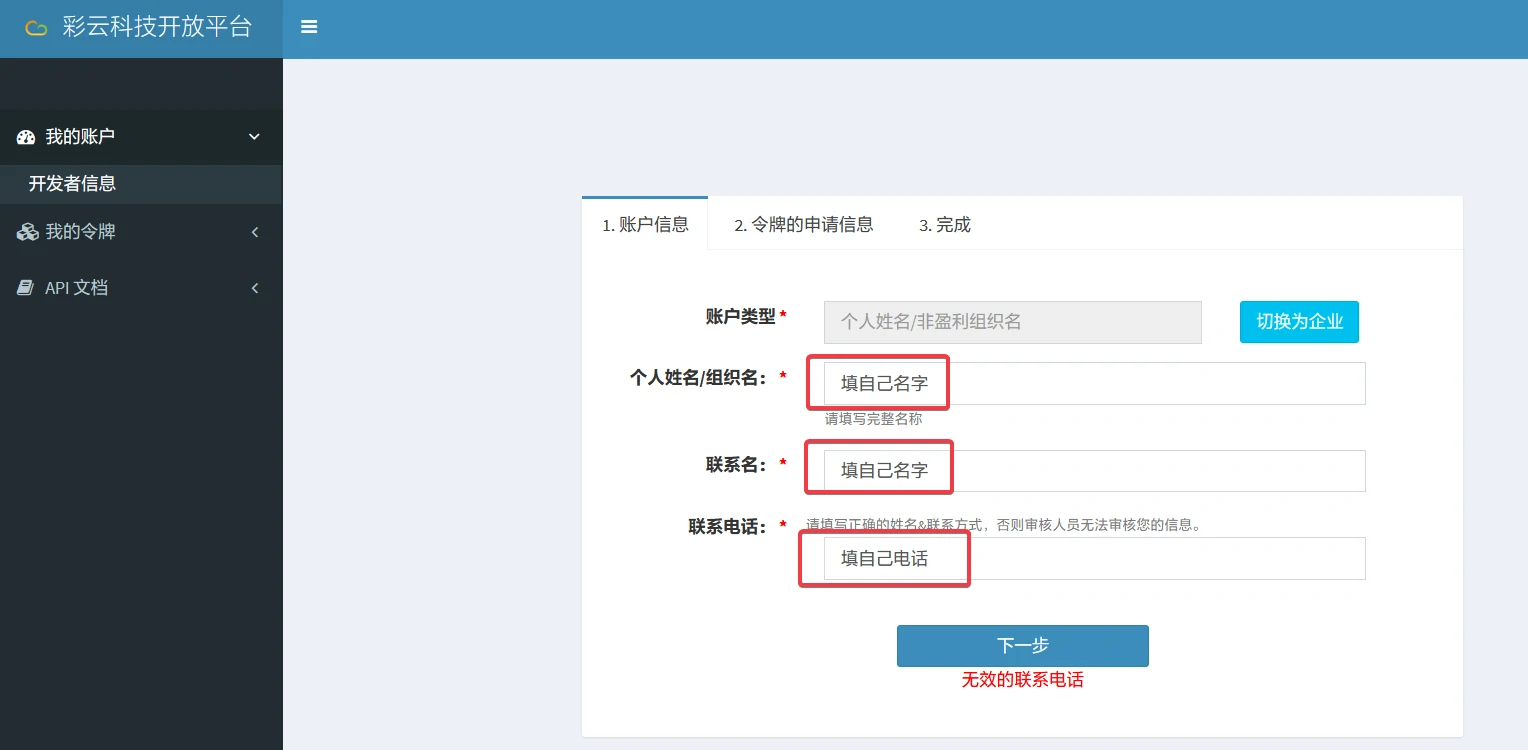 彩云科技开放平台
我的账户
开发者信息
我的令牌
API 文档
1. 账户信息 2. 令牌的申请信息 3. 完成
账户类型* 个人姓名/非盈利组织名 切换为企业
个人姓名/组织名： * 填自己名字
请填写完整名称
联系名： * 填自己名字
联系电话： * 请填写正确的姓名&联系方式，否则审核人员无法审核您的信息。
填自己电话
下一步
无效的联系电话